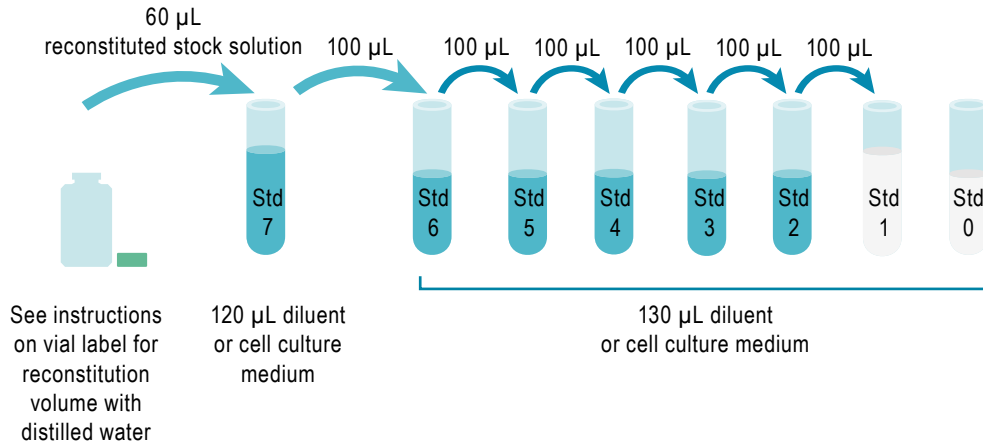 60 µL
reconstituted stock solution
100 µL
100 µL
100 µL
100 µL
100 µL
100 µL
Std
7
Std
6
Std
5
Std
4
Std
3
Std
2
Std
1
Std
0
See instructions
on vial label for
reconstitution
volume with
distilled water
120 µL diluent
or cell culture
medium
130 µL diluent
or cell culture medium